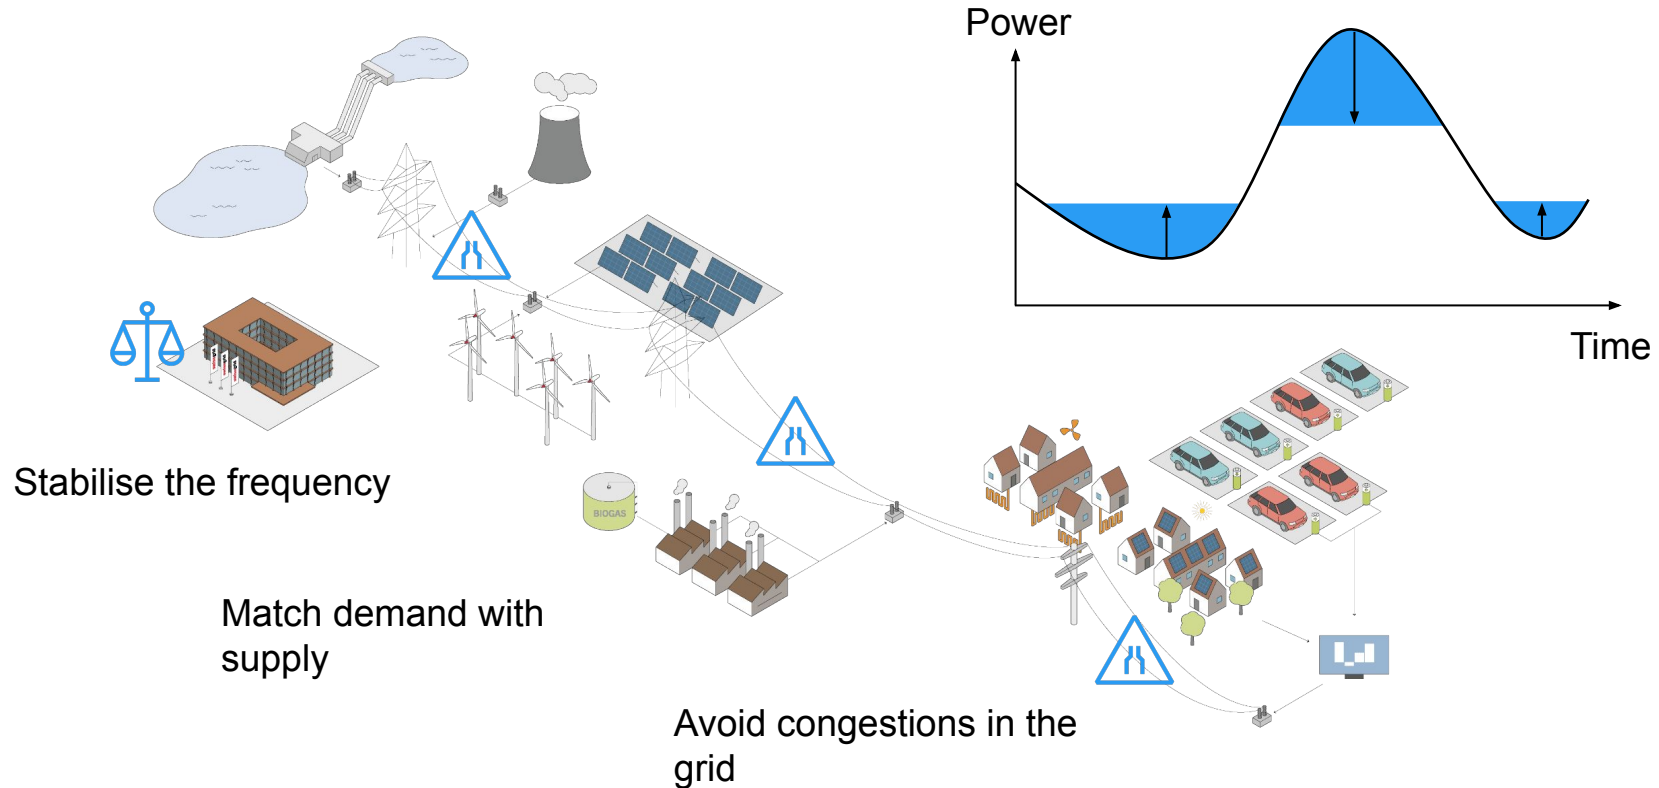 Power
Time
Stabilise the frequency
BIOGAS
Match demand with
supply
Avoid congestions in the
grid